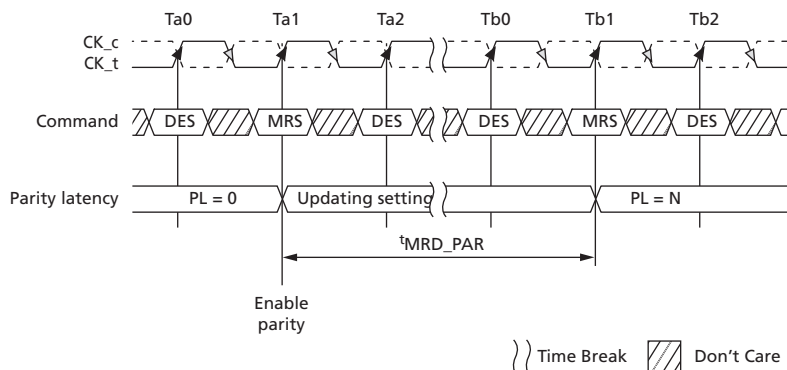 Ta0 Ta1 Ta2 Tb0 Tb1 Tb2
CK_c
CK_t
Command DES MRS DES DES MRS DES
Parity latency PL = 0 Updating setting PL = N
tMRD_PAR
Enable
parity
Time Break Don't Care